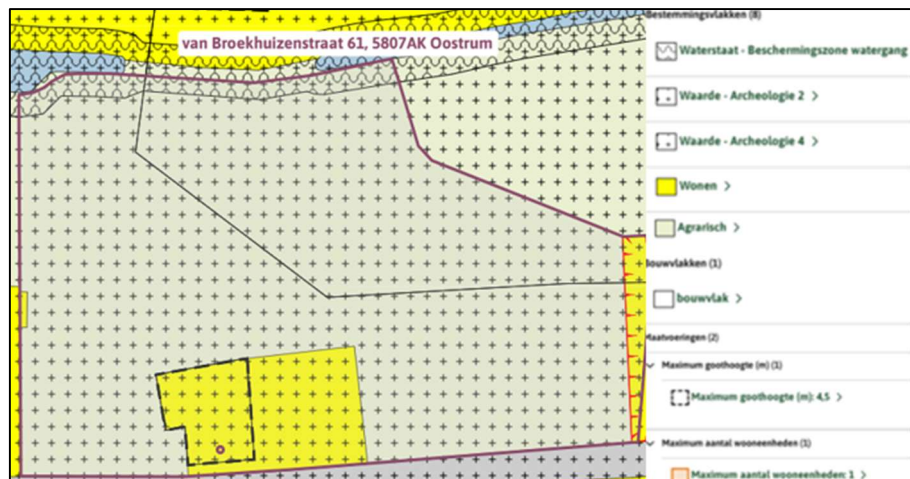 van Broekhuizenstraat 61, 5807AK Oostrum
Bestemmingsvlakken (8)
Waterstaat - Beschermingszone watergang
Waarde - Archeologie 2 >
Waarde - Archeologie 4 >
Wonen >
Agrarisch >
Bouwvlakken (1)
bouwvlak >
Maatvoeringen (2)
Maximum goothoogte (m) (1)
Maximum goothoogte (m): 4,5 >
Maximum aantal wooneenheden (1)
Maximum aantal wooneenheden: 1 >